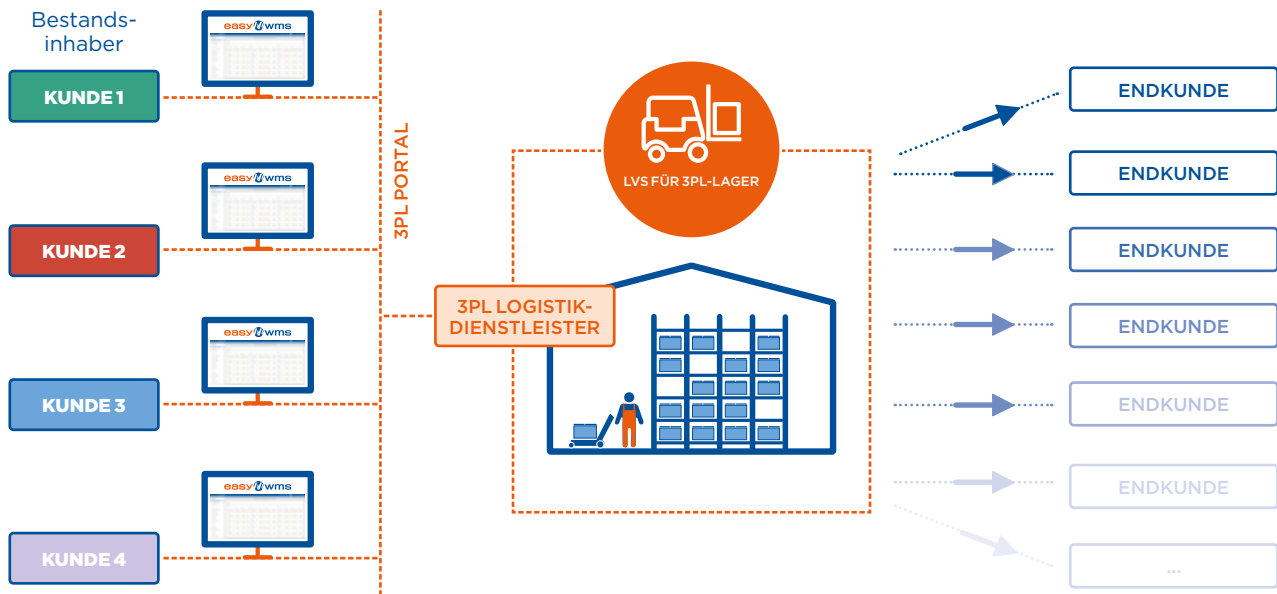 Bestands-
inhaber
easy wms
KUNDE 1
easy wms
KUNDE 2
easy wms
KUNDE 3
easy wms
KUNDE 4
3PL PORTAL
LVS FÜR 3PL-LAGER
3PL LOGISTIK-
DIENSTLEISTER
ENDKUNDE
ENDKUNDE
ENDKUNDE
ENDKUNDE
ENDKUNDE
ENDKUNDE
...